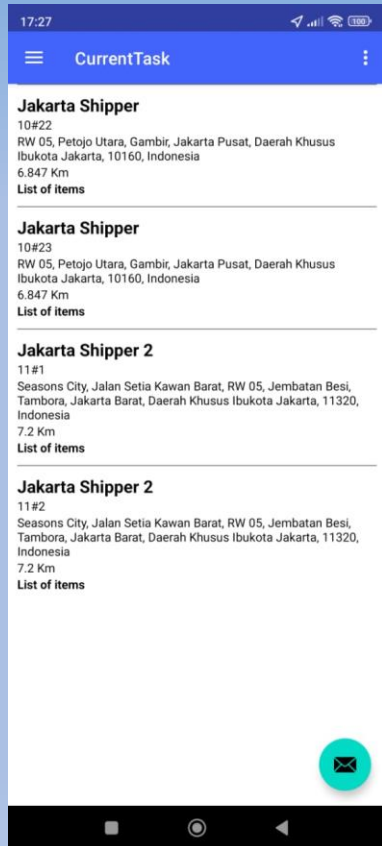 17:27
100
CurrentTask
Jakarta Shipper
10#22
RW 05, Petojo Utara, Gambir, Jakarta Pusat, Daerah Khusus
Ibukota Jakarta, 10160, Indonesia
6.847 Km
List of items
Jakarta Shipper
10#23
RW 05, Petojo Utara, Gambir, Jakarta Pusat, Daerah Khusus
Ibukota Jakarta, 10160, Indonesia
6.847 Km
List of items
Jakarta Shipper 2
11#1
Seasons City, Jalan Setia Kawan Barat, RW 05, Jembatan Besi,
Tambora, Jakarta Barat, Daerah Khusus Ibukota Jakarta, 11320,
Indonesia
7.2 Km
List of items
Jakarta Shipper 2
11#2
Seasons City, Jalan Setia Kawan Barat, RW 05, Jembatan Besi,
Tambora, Jakarta Barat, Daerah Khusus Ibukota Jakarta, 11320,
Indonesia
7.2 Km
List of items